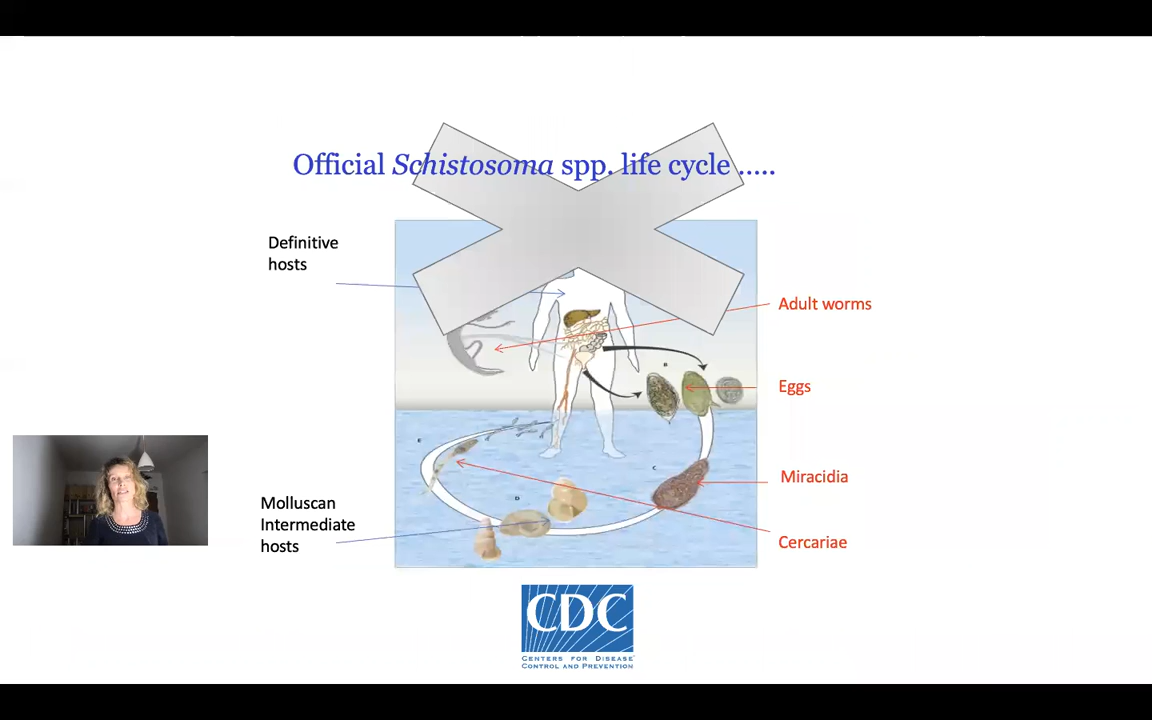 Official Schistosoma spp. life cycle .....
Definitive
hosts
Adult worms
B
Eggs
E
C
Miracidia
D
Molluscan
Intermediate
hosts
Cercariae
CDC
CENTERS FOR DISEASE
CONTROL AND PREVENTION